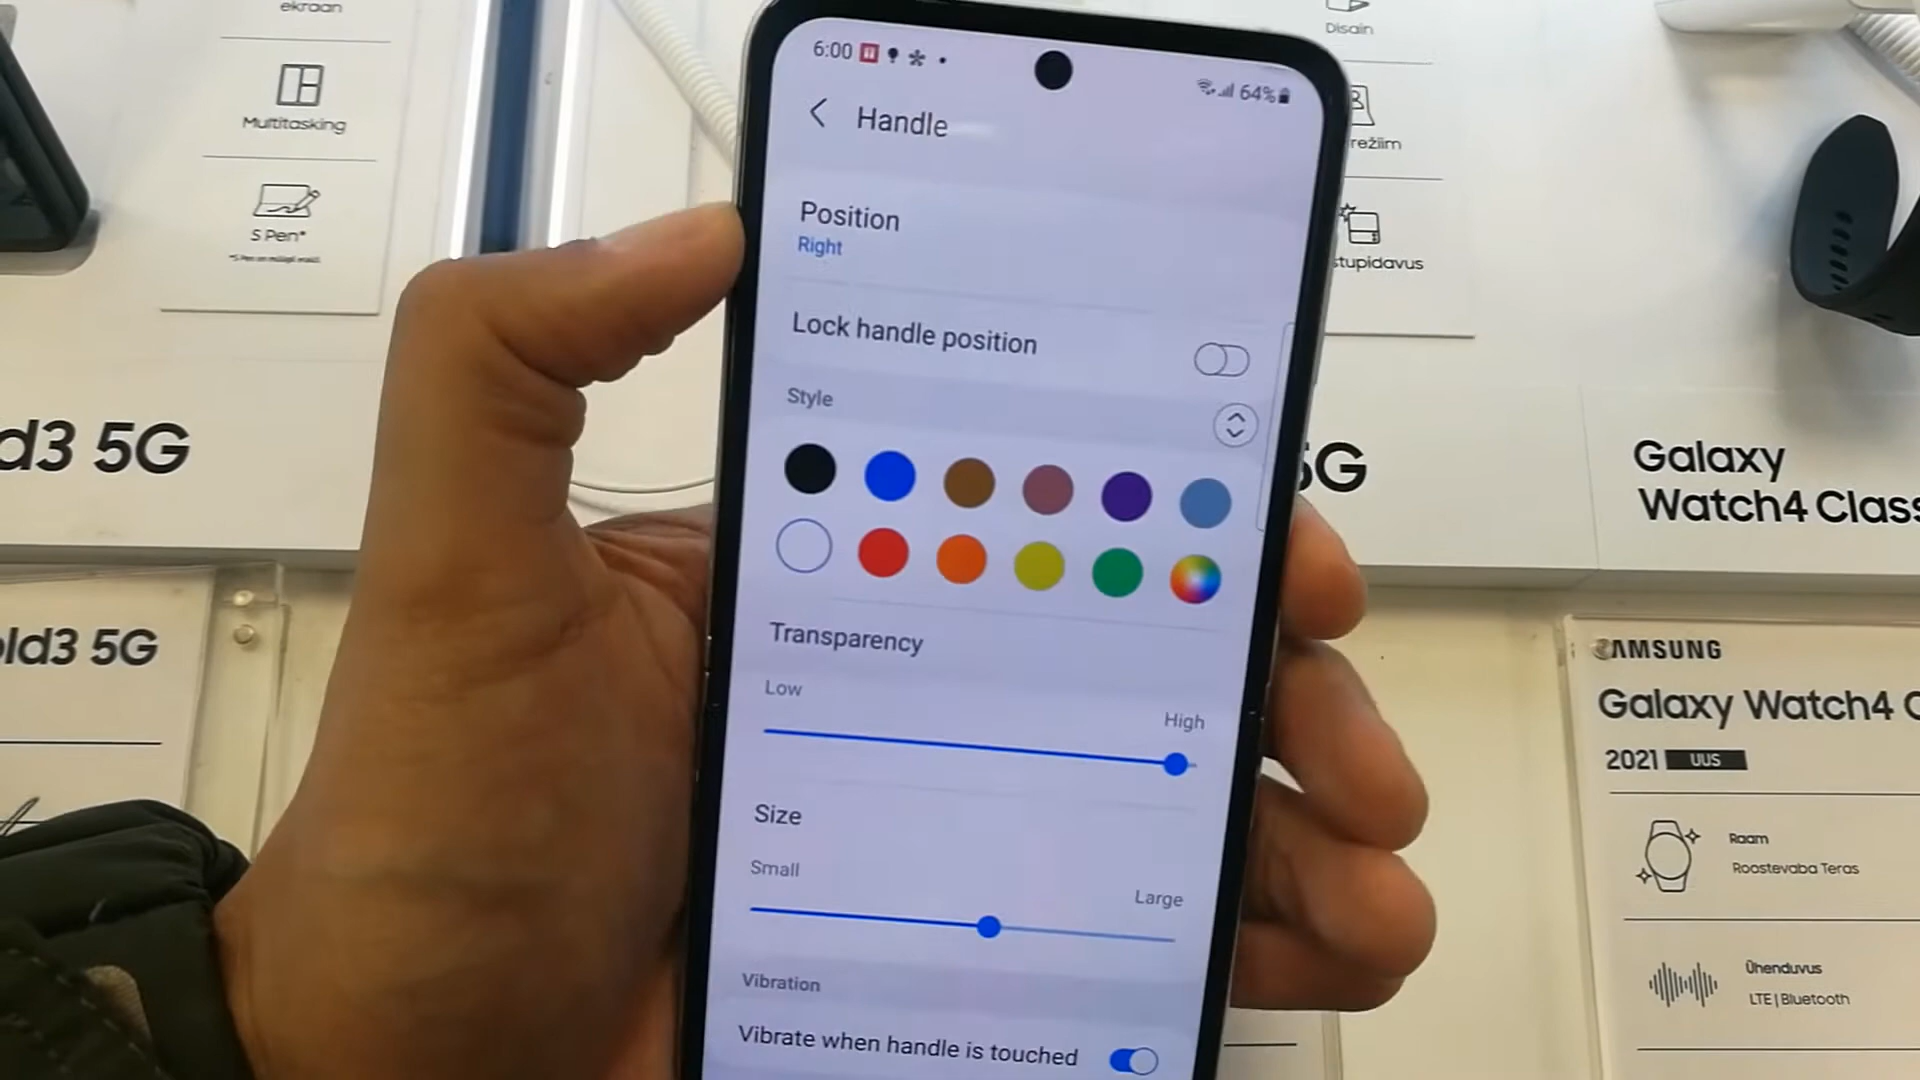 ekraan
Multitasking
S Pen*
d3 5G
ld3 5G
6:00
64%
Handle
Position
Right
Lock handle position
Style
Transparency
Low
High
Size
Small
Large
Vibration
Vibrate when handle is touched
Disain
režiim
stupidavus
5G
Galaxy
Watch4 Class
SAMSUNG
Galaxy Watch4 C
2021 UUS
Raam
Roostevaba Teras
Ühenduvus
LTE | Bluetooth